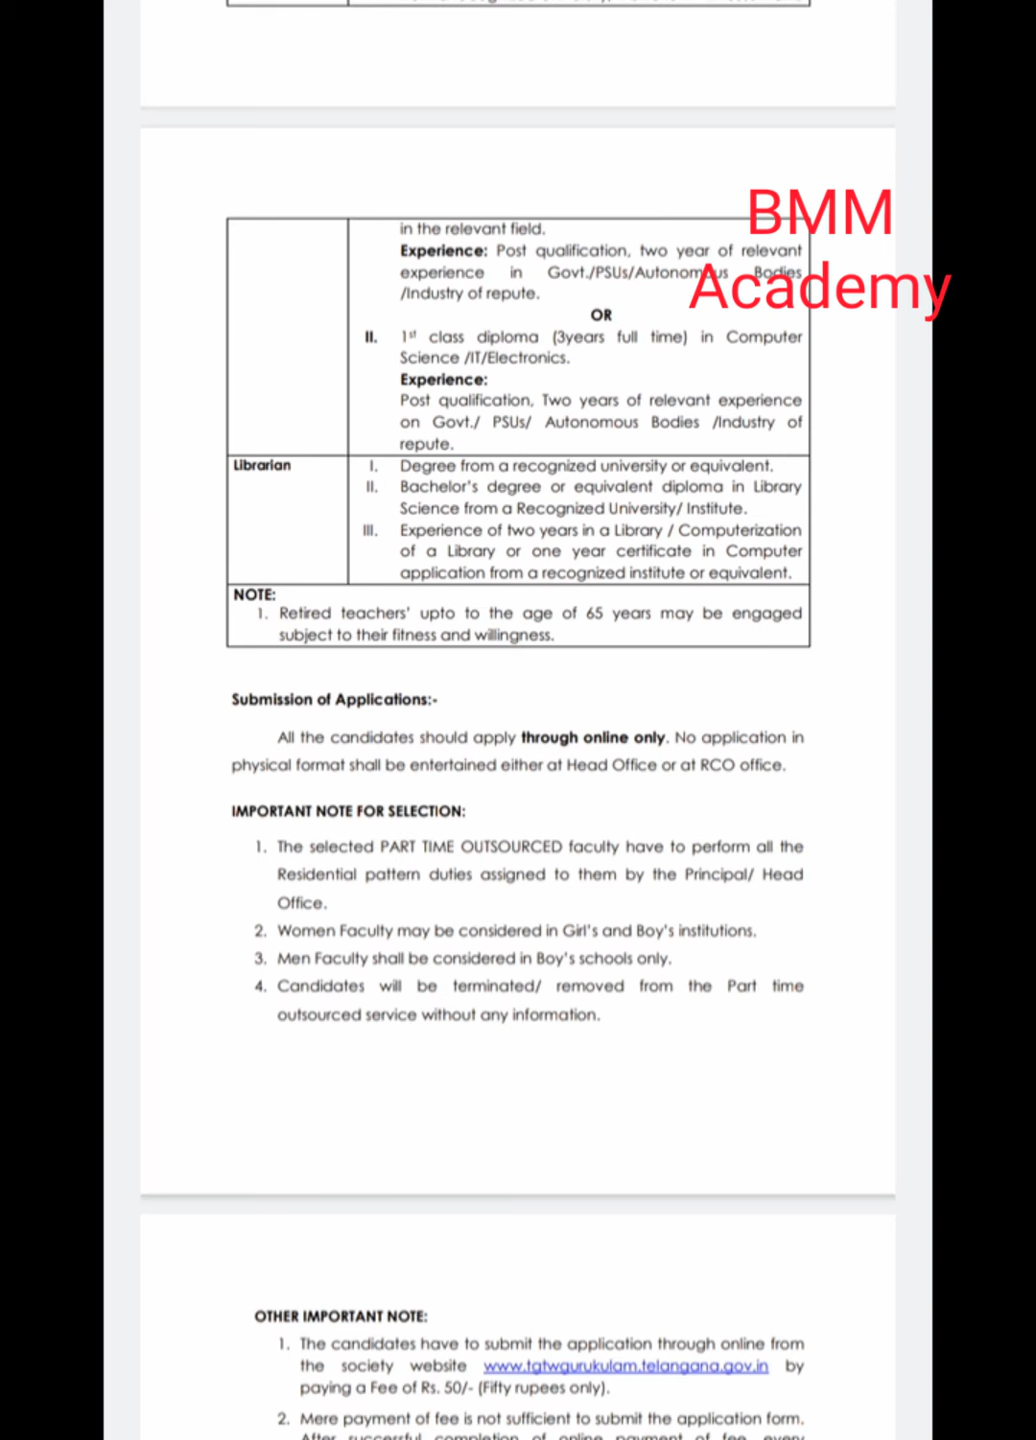 in the relevant field.
Experience: Post qualification, two year of relevant
experience in Govt./PSUs/Autonomous Bodies
/Industry of repute.
OR
II. 1st class diploma (3years full time) in Computer
Science /IT/Electronics.
Experience:
Post qualification, Two years of relevant experience
on Govt./ PSUs/ Autonomous Bodies /Industry of
repute.
BMM
Academy
Librarian
I. Degree from a recognized university or equivalent.
II. Bachelor's degree or equivalent diploma in Library
Science from a Recognized University/ Institute.
III. Experience of two years in a Library / Computerization
of a Library or one year certificate in Computer
application from a recognized institute or equivalent.
NOTE:
1. Retired teachers' upto to the age of 65 years may be engaged
subject to their fitness and willingness.
Submission of Applications:-
All the candidates should apply through online only. No application in
physical format shall be entertained either at Head Office or at RCO office.
IMPORTANT NOTE FOR SELECTION:
1. The selected PART TIME OUTSOURCED faculty have to perform all the
Residential pattern duties assigned to them by the Principal/ Head
Office.
2. Women Faculty may be considered in Girl's and Boy's institutions.
3. Men Faculty shall be considered in Boy's schools only.
4. Candidates will be terminated/ removed from the Part time
outsourced service without any information.
OTHER IMPORTANT NOTE:
1. The candidates have to submit the application through online from
the society website www.tgtwgurukulam.telangana.gov.in by
paying a Fee of Rs. 50/- (Fifty rupees only).
2. Mere payment of fee is not sufficient to submit the application form.
After successful completion of online payment of fee, every